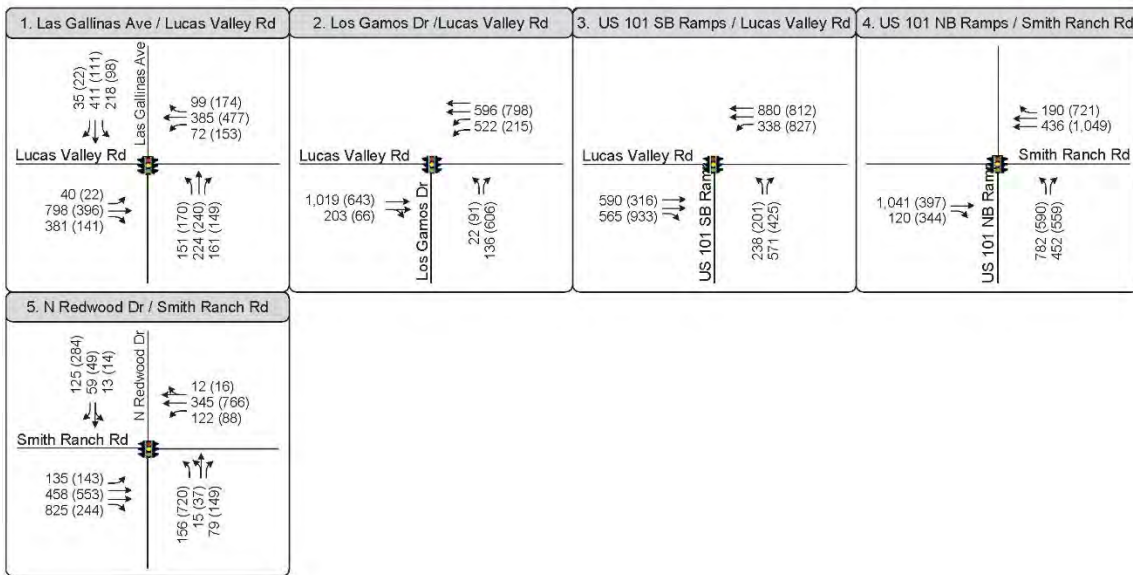 1. Las Gallinas Ave / Lucas Valley Rd
35 (22)
411 (111)
218 (98)
Las Gallinas Ave
99 (174)
385 (477)
72 (153)
Lucas Valley Rd
40 (22)
798 (396)
381 (141)
151 (170)
224 (240)
161 (149)
2. Los Gamos Dr /Lucas Valley Rd
596 (798)
522 (215)
Lucas Valley Rd
1,019 (643)
203 (66)
Los Gamos Dr
22 (91)
136 (606)
3. US 101 SB Ramps / Lucas Valley Rd
880 (812)
338 (827)
Lucas Valley Rd
590 (316)
565 (933)
US 101 SB Ramps
238 (201)
571 (425)
4. US 101 NB Ramps / Smith Ranch Rd
190 (721)
436 (1,049)
Smith Ranch Rd
1,041 (397)
120 (344)
US 101 NB Ramps
782 (590)
452 (559)
5. N Redwood Dr / Smith Ranch Rd
125 (284)
59 (49)
13 (14)
N Redwood Dr
12 (16)
345 (766)
122 (88)
Smith Ranch Rd
135 (143)
458 (553)
825 (244)
156 (720)
15 (37)
79 (149)